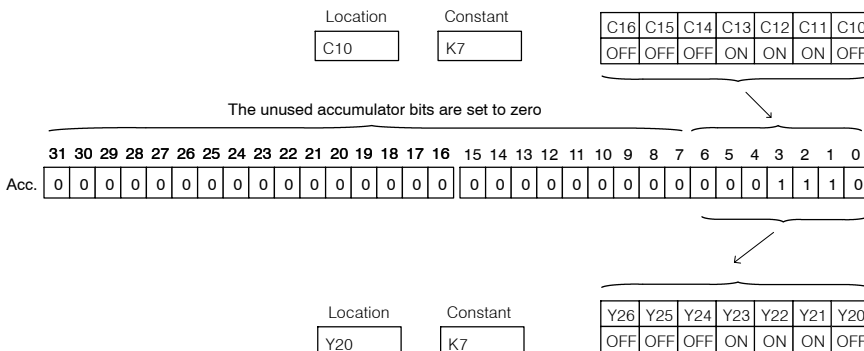 Location Constant
C10 K7
C16 C15 C14 C13 C12 C11 C10
OFF OFF OFF ON ON ON OFF
The unused accumulator bits are set to zero
31 30 29 28 27 26 25 24 23 22 21 20 19 18 17 16 15 14 13 12 11 10 9 8 7 6 5 4 3 2 1 0
Acc. 0 0 0 0 0 0 0 0 0 0 0 0 0 0 0 0 0 0 0 0 0 0 0 0 0 0 0 0 1 1 1 0
Location Constant
Y20 K7
Y26 Y25 Y24 Y23 Y22 Y21 Y20
OFF OFF OFF ON ON ON OFF